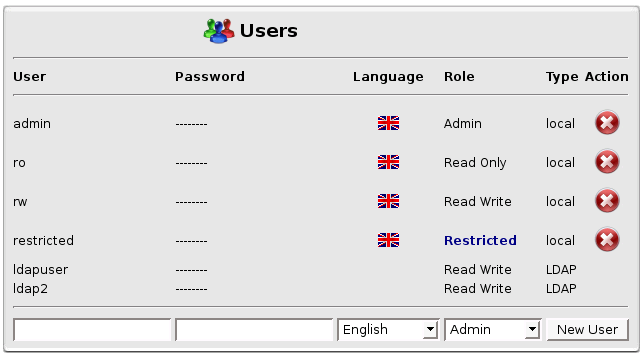 Users
User Password Language Role Type Action
admin -------- Admin local
ro -------- Read Only local
rw -------- Read Write local
restricted -------- Restricted local
ldapuser -------- Read Write LDAP
ldap2 -------- Read Write LDAP
English Admin New User